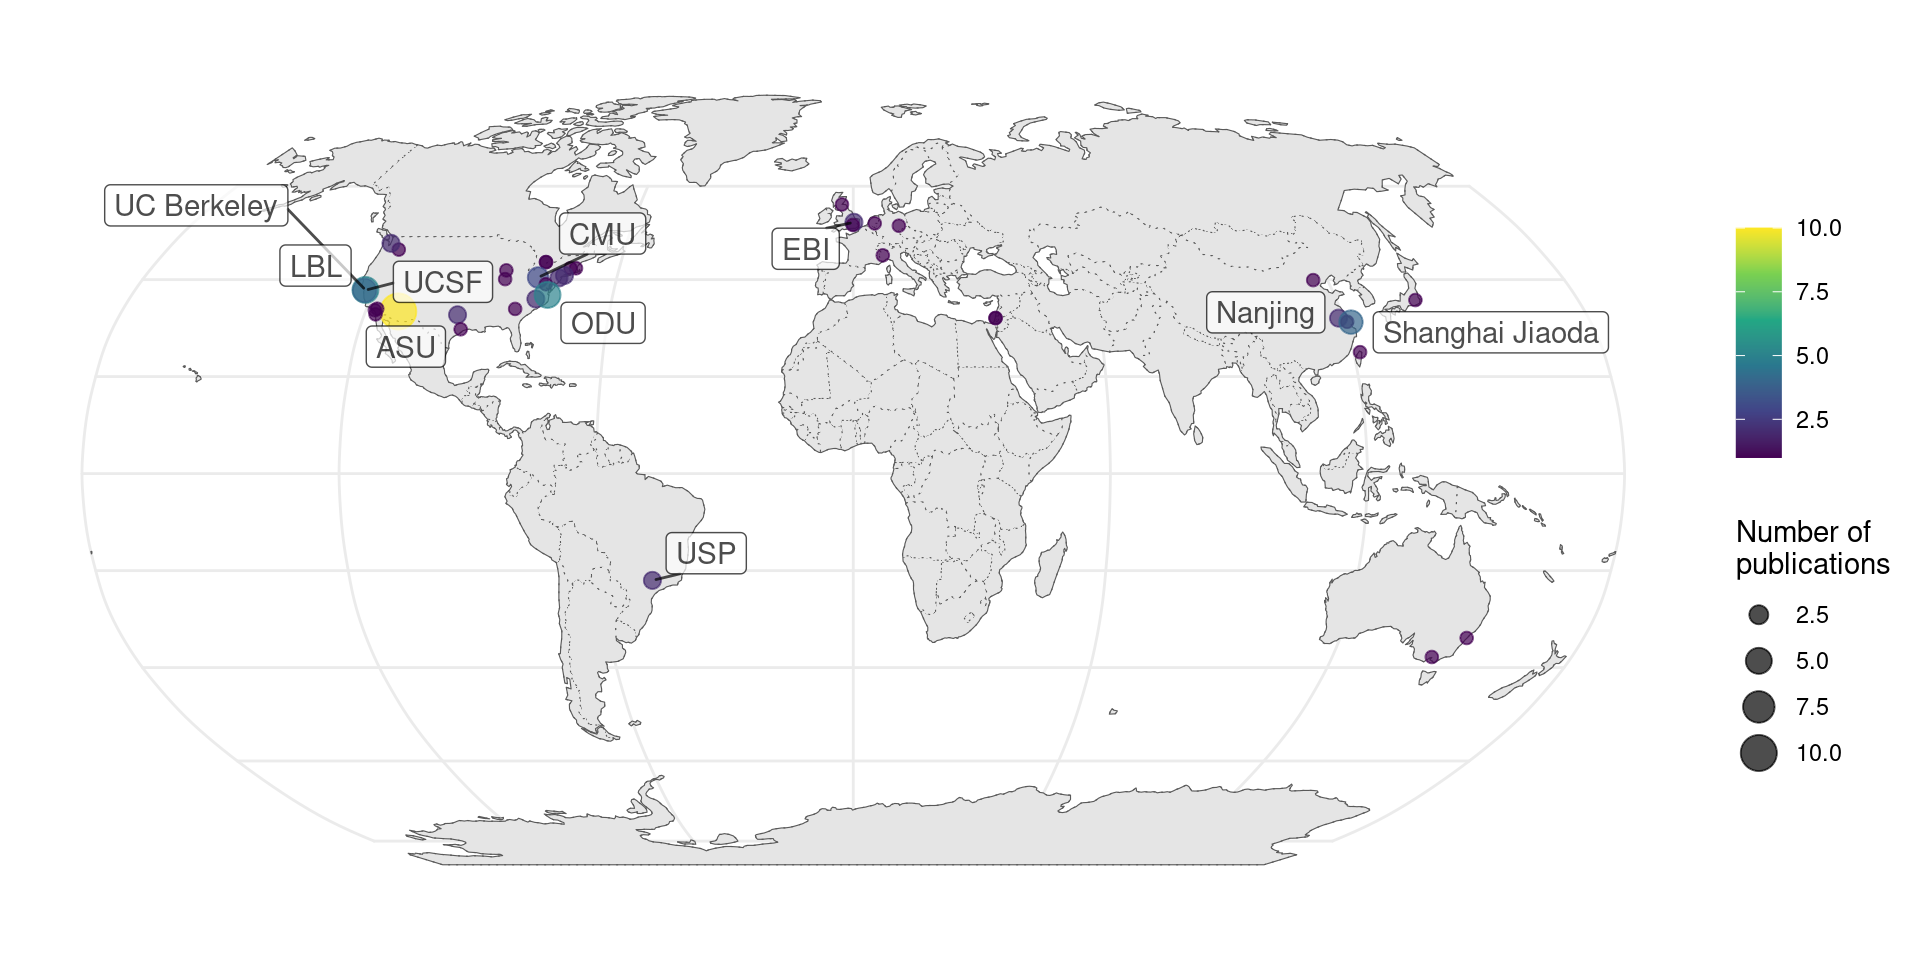 UC Berkeley
LBL
UCSF
CMU
ASU
ODU
EBI
Nanjing
Shanghai Jiaoda
USP
10.0
7.5
5.0
2.5
Number of
publications
2.5
5.0
7.5
10.0